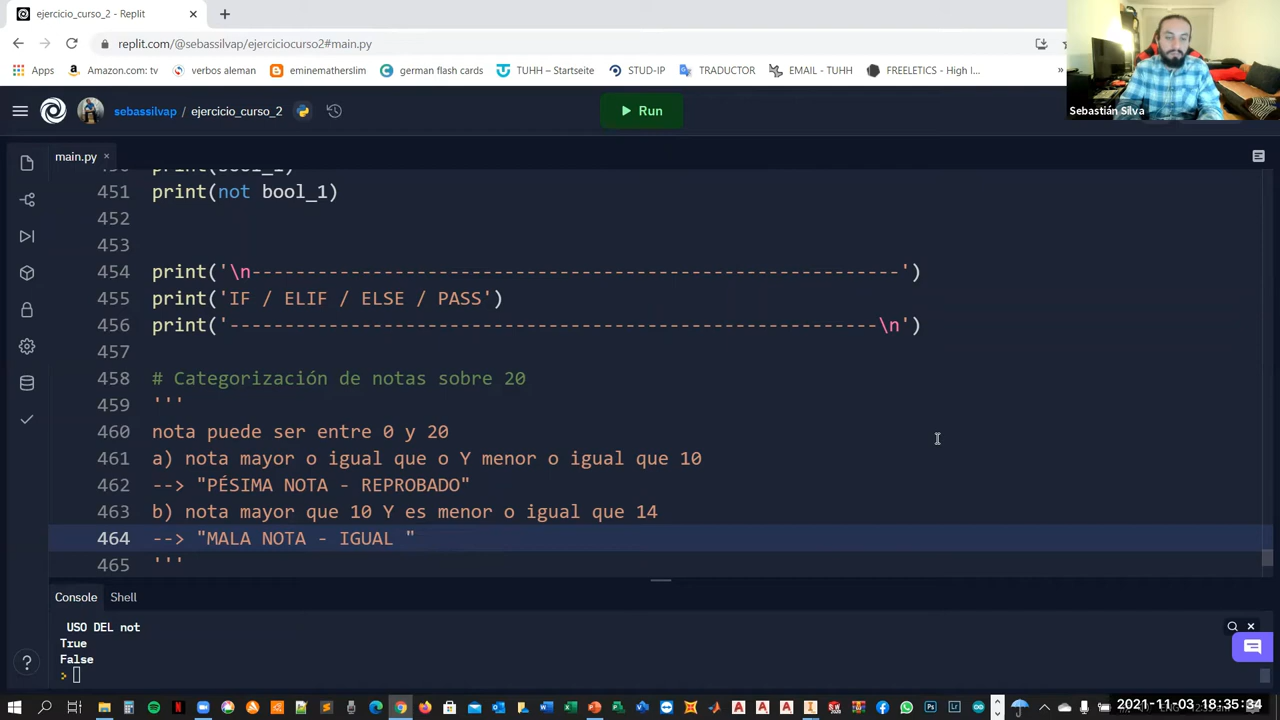 ejercicio_curso_2 - Replit
replit.com/@sebassilvap/ejerciciocurso2#main.py
Apps
Amazon.com: tv
verbos aleman
eminematherslim
german flash cards
TUHH – Startseite
STUD-IP
TRADUCTOR
EMAIL - TUHH
FREELETICS - High I...
»
Sebastián Silva
sebassilvap / ejercicio_curso_2
Run
main.py
451 print(not bool_1)
452
453
454 print('\n-----------------------------------------------------------')
455 print('IF / ELIF / ELSE / PASS')
456 print('-----------------------------------------------------------\n')
457
458 # Categorización de notas sobre 20
459 '''
460 nota puede ser entre 0 y 20
461 a) nota mayor o igual que o Y menor o igual que 10
462 --> "PÉSIMA NOTA - REPROBADO"
463 b) nota mayor que 10 Y es menor o igual que 14
464 --> "MALA NOTA - IGUAL "
465 '''
Console
Shell
USO DEL not
True
False
>
2021-11-03 18:35:34